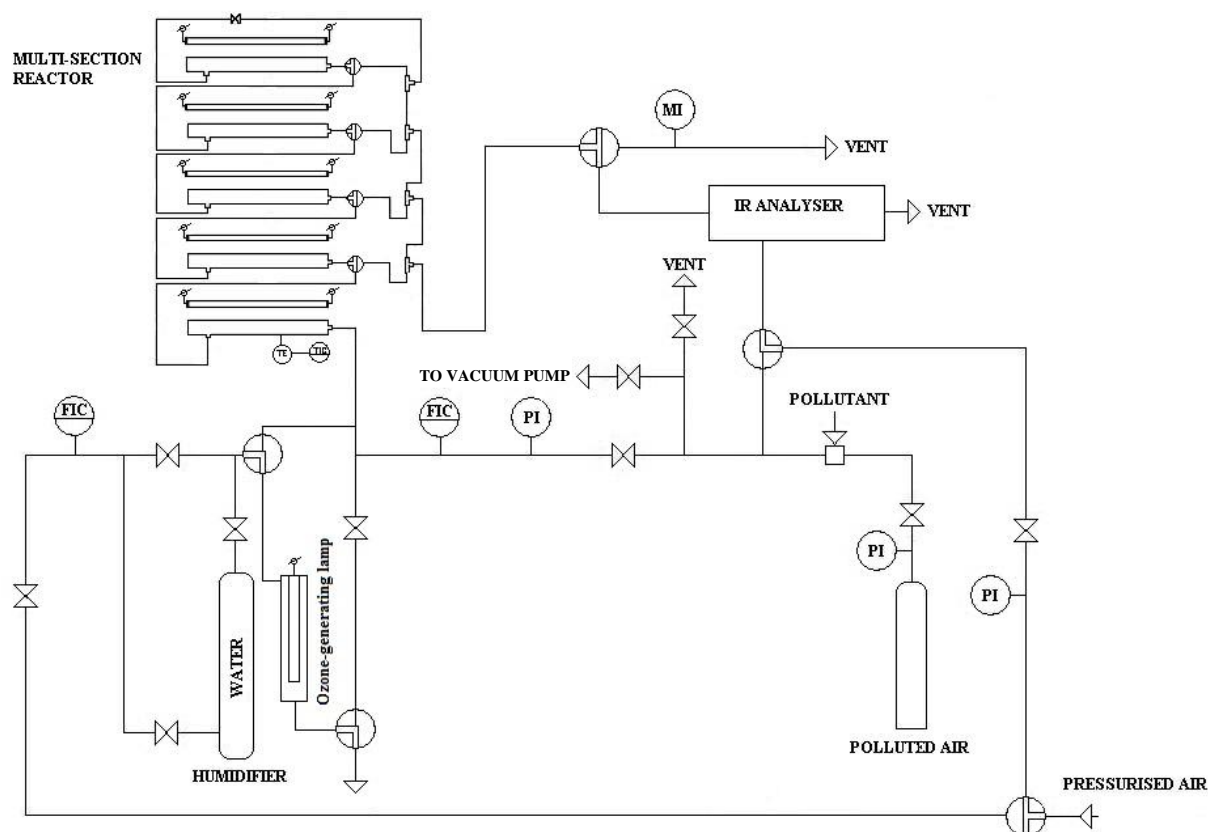 MULTI-SECTION
REACTOR
MI
VENT
IR ANALYSER
VENT
VENT
TE
TIC
TO VACUUM PUMP
POLLUTANT
FIC
FIC
PI
PI
PI
WATER
Ozone-generating lamp
HUMIDIFIER
POLLUTED AIR
PRESSURISED AIR